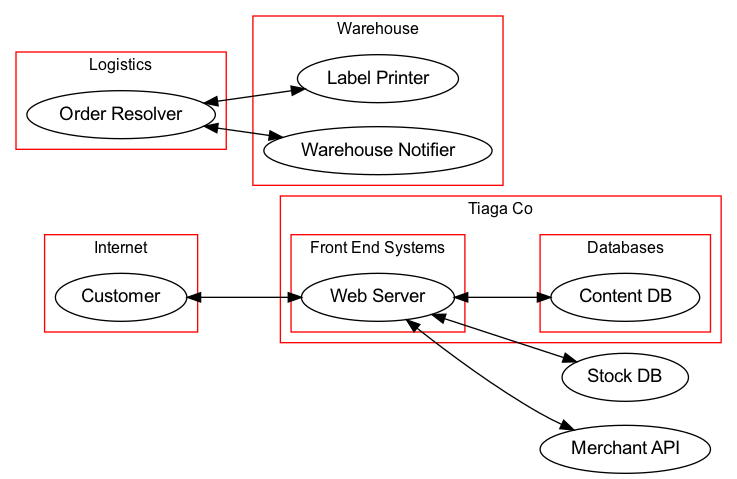 Warehouse
Logistics
Label Printer
Order Resolver
Warehouse Notifier
Tiaga Co
Internet
Front End Systems
Databases
Customer
Web Server
Content DB
Stock DB
Merchant API